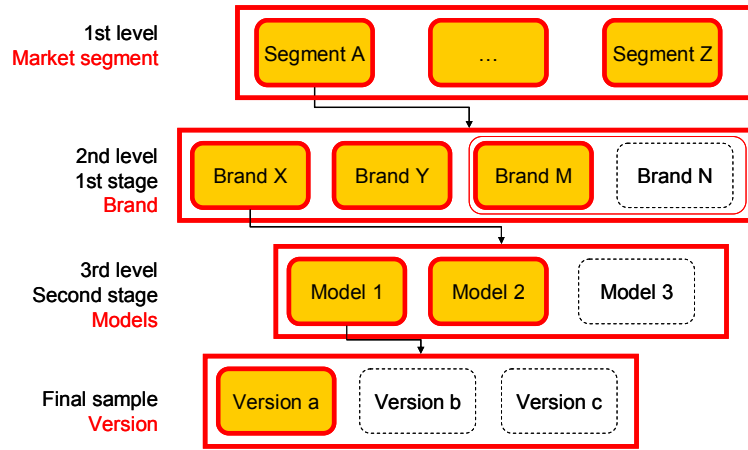 1st level
Market segment
Segment A
...
Segment Z
2nd level
1st stage
Brand
Brand X
Brand Y
Brand M
Brand N
3rd level
Second stage
Models
Model 1
Model 2
Model 3
Final sample
Version
Version a
Version b
Version c